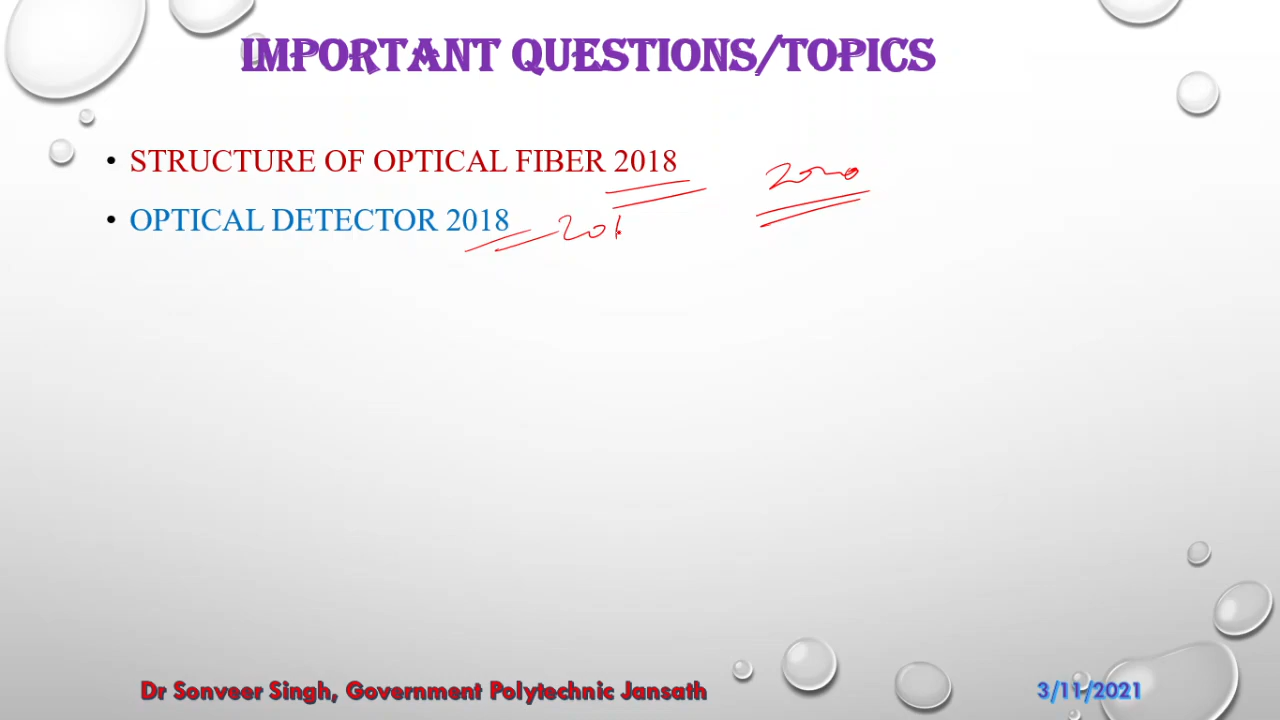 IMPORTANT QUESTIONS/TOPICS
• STRUCTURE OF OPTICAL FIBER 2018
2020
• OPTICAL DETECTOR 2018
Dr Sonveer Singh, Government Polytechnic Jansath
3/11/2021